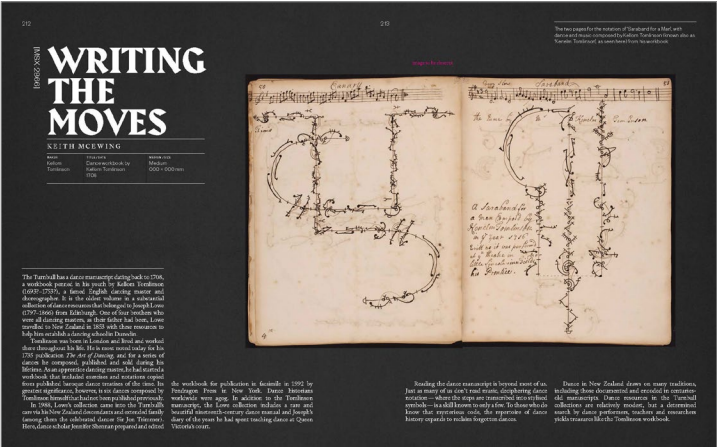 212
213
The two pages for the notation of 'Saraband for a Man', with
dance and music composed by Kellom Tomlinson (known also as
'Kenelm Tomlinson', as seen here) from his workbook.
[MSX-2966]
WRITING
THE
MOVES
KEITH MCEWING
MAKER
Kellom
Tomlinson
TITLE/DATE
Dance workbook by
Kellom Tomlinson
1708
Medium
000 × 000mm
The Turnbull has a dance manuscript dating back to 1708,
a workbook penned in his youth by Kellom Tomlinson
(1693?–1753?), a famed English dancing master and
choreographer. It is the oldest volume in a substantial
collection of dance resources that belonged to Joseph Lowe
(1797–1866) from Edinburgh. One of four brothers who
were all dancing masters, as their father had been, Lowe
travelled to New Zealand in 1853 with these resources to
help him establish a dancing school in Dunedin.
Tomlinson was born in London and lived and worked
there throughout his life. He is most noted today for his
1735 publication The Art of Dancing, and for a series of
dances he composed, published and sold during his
lifetime. As an apprentice dancing master, he had started a
workbook that included exercises and notations copied
from published baroque dance treatises of the time. Its
greatest significance, however, is six dances composed by
Tomlinson himself that had not been published previously.
In 1988, Lowe's collection came into the Turnbull's
care via his New Zealand descendants and extended family
(among them the celebrated dancer Sir Jon Trimmer).
Here, dance scholar Jennifer Shennan prepared and edited
the workbook for publication in facsimile in 1992 by
Pendragon Press in New York. Dance historians
worldwide were agog. In addition to the Tomlinson
manuscript, the Lowe collection includes a rare and
beautiful nineteenth-century dance manual and Joseph's
diary of the years he had spent teaching dance at Queen
Victoria's court.
Reading the dance manuscript is beyond most of us.
Just as many of us don't read music, deciphering dance
notation — where the steps are transcribed into stylised
symbols — is a skill known to only a few. To those who do
know that mysterious code, the repertoire of dance
history expands to reclaim forgotten dances.
Dance in New Zealand draws on many traditions,
including those documented and encoded in centuries-
old manuscripts. Dance resources in the Turnbull
collections are relatively modest, but a determined
search by dance performers, teachers and researchers
yields treasures like the Tomlinson workbook.
Saraband
A Saraband for
a Man Compos'd by
Kenelm Tomlinson